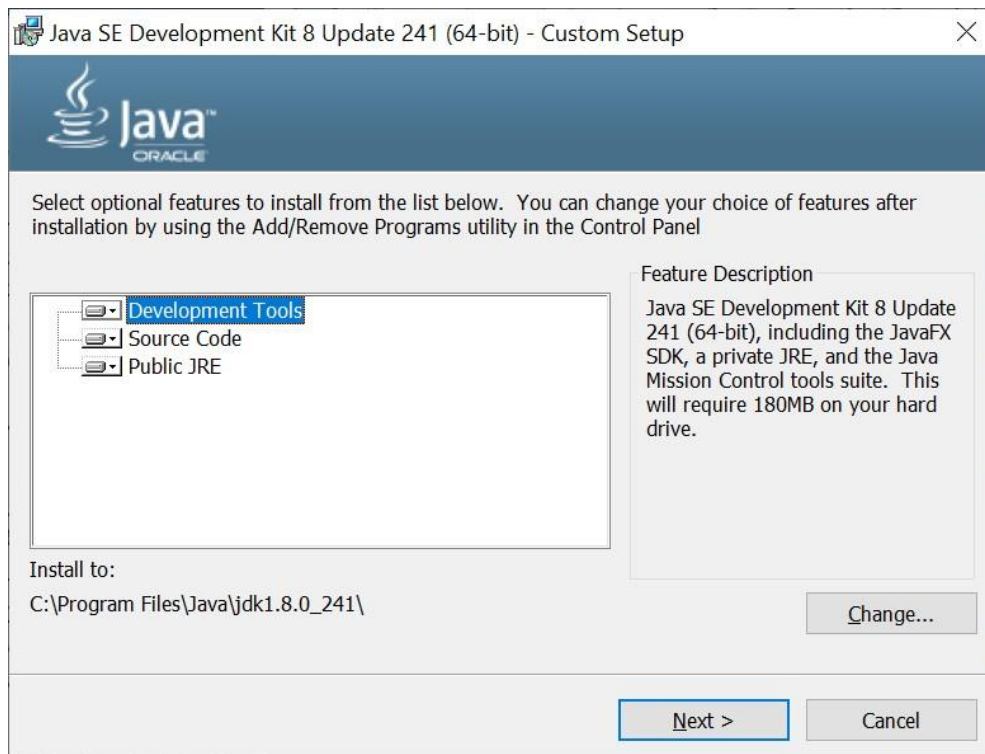 Java SE Development Kit 8 Update 241 (64-bit) - Custom Setup
Java™
ORACLE
Select optional features to install from the list below.  You can change your choice of features after
installation by using the Add/Remove Programs utility in the Control Panel
Development Tools
Source Code
Public JRE
Feature Description
Java SE Development Kit 8 Update
241 (64-bit), including the JavaFX
SDK, a private JRE, and the Java
Mission Control tools suite.  This
will require 180MB on your hard
drive.
Install to:
C:\Program Files\Java\jdk1.8.0_241\
Change...
Next >
Cancel